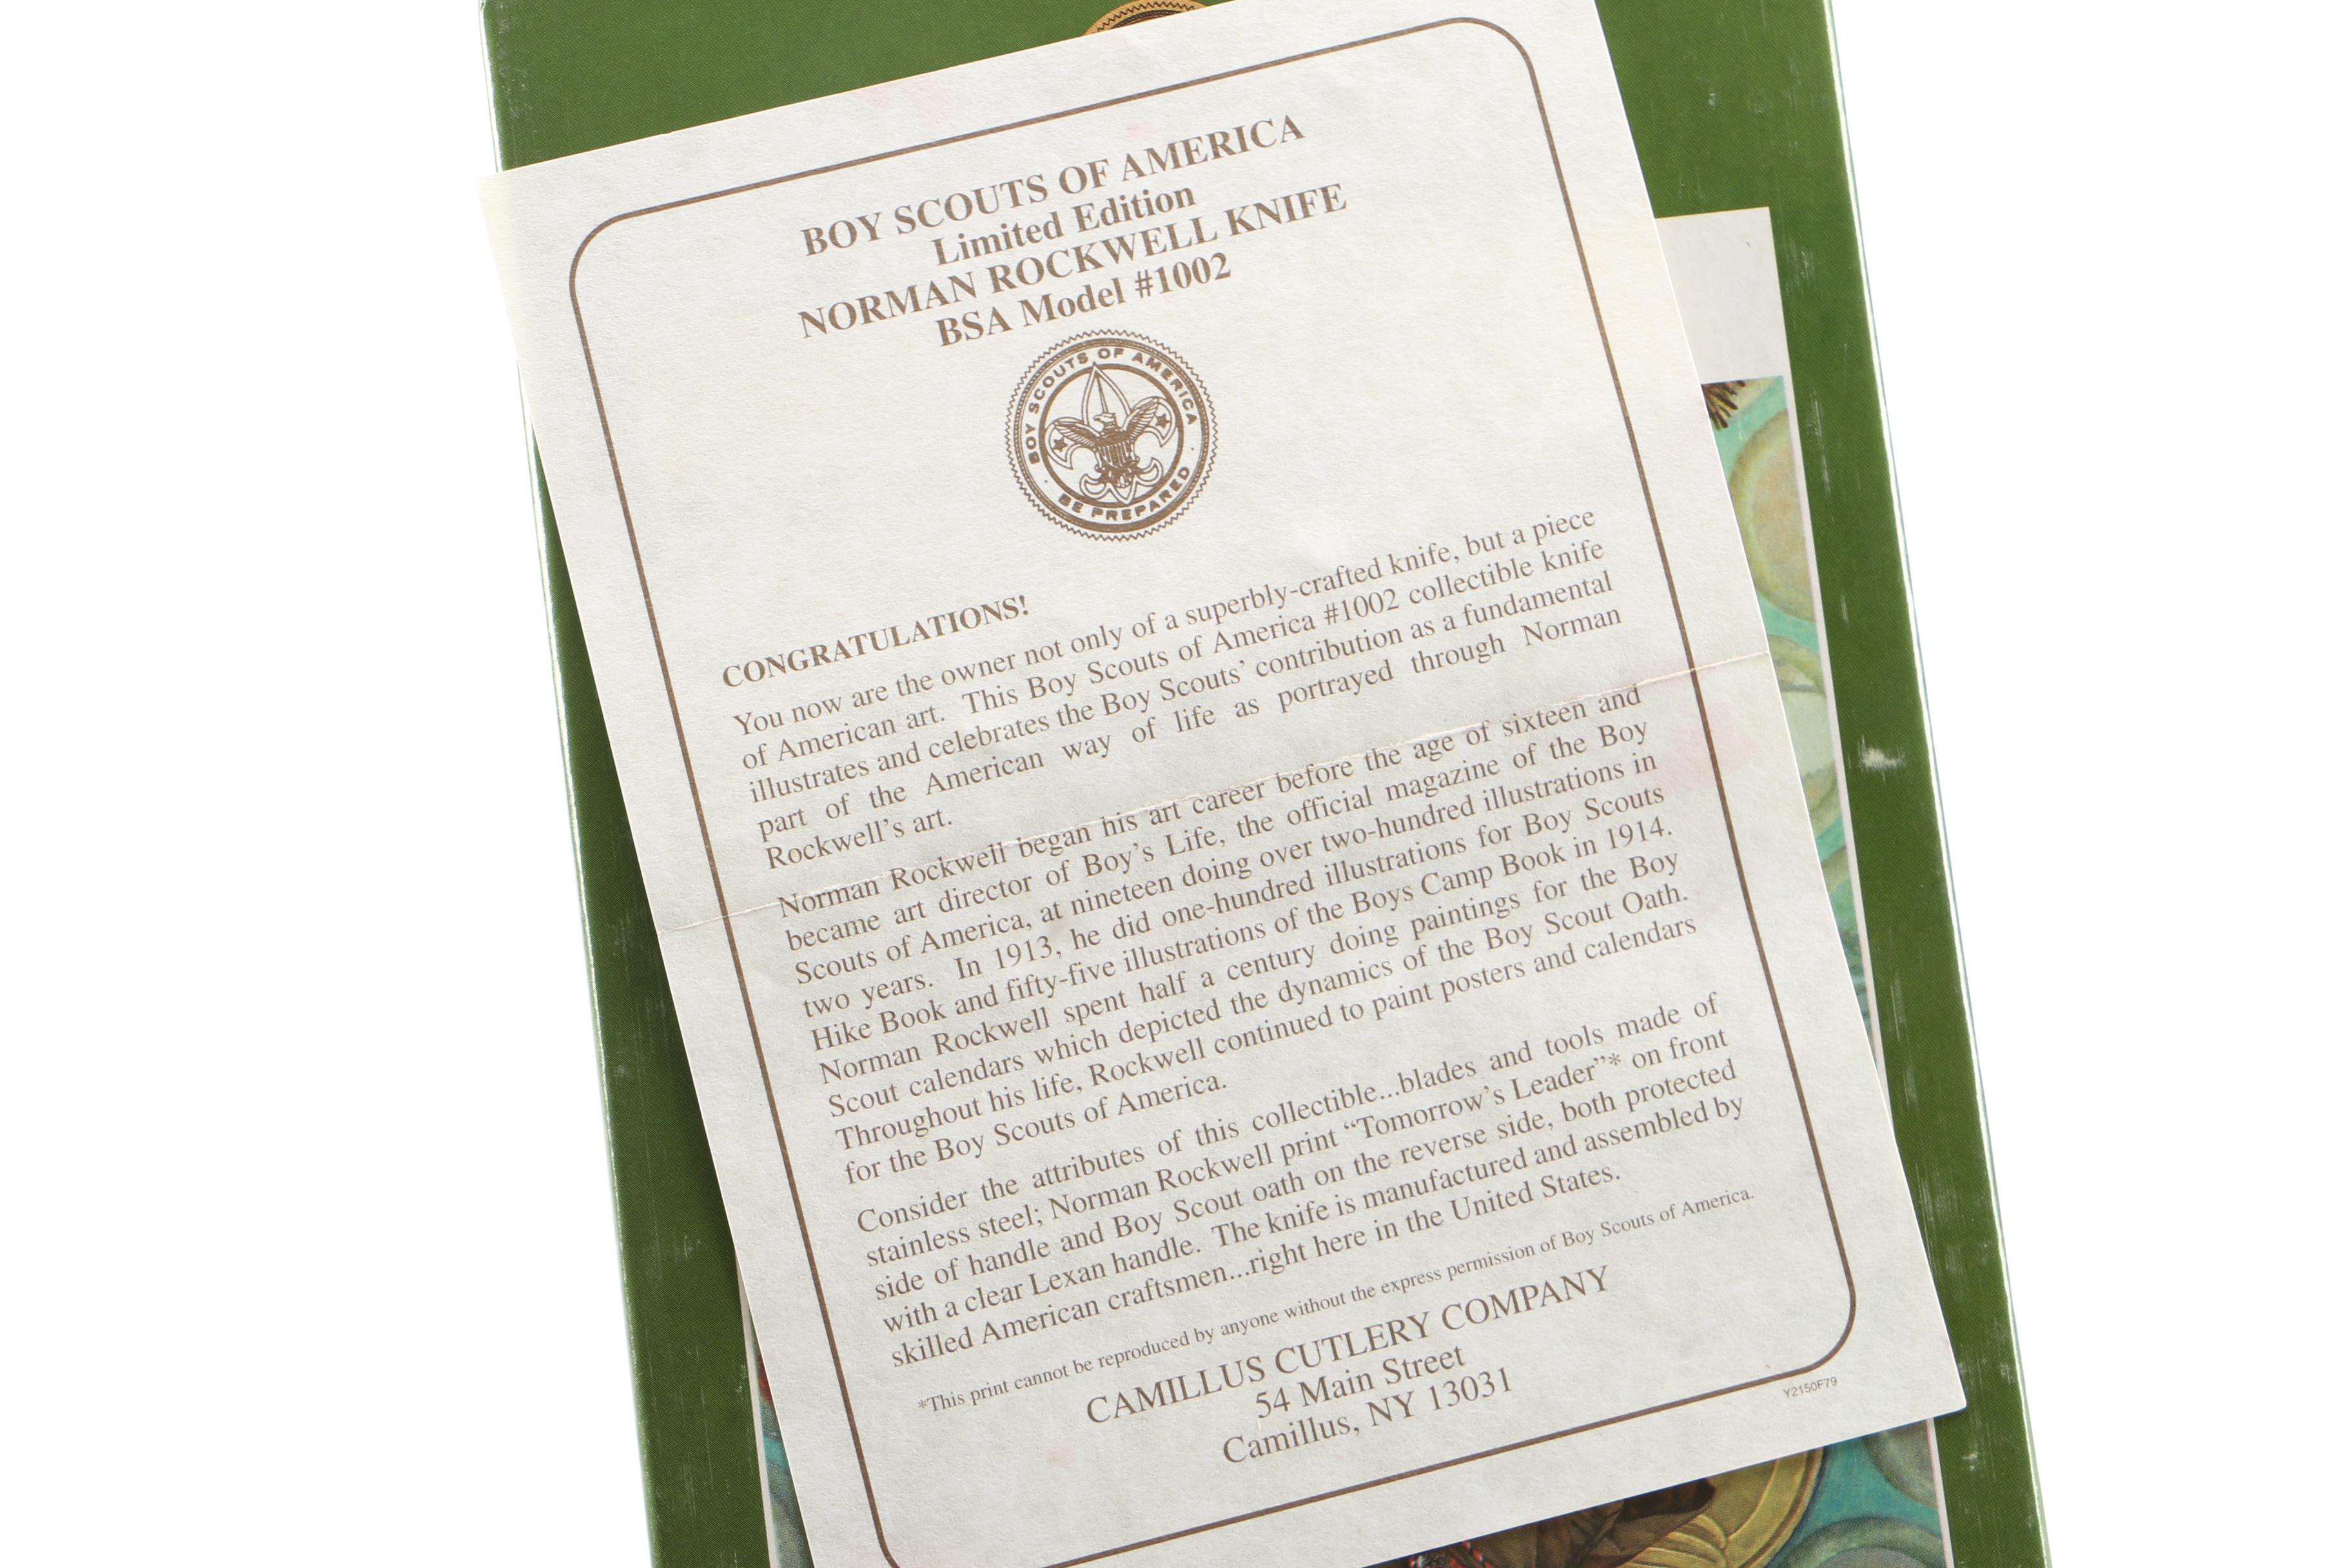 BOY SCOUTS OF AMERICA
Limited Edition
NORMAN ROCKWELL KNIFE
BSA Model #1002
BOY SCOUTS OF AMERICA
BE PREPARED
CONGRATULATIONS!
You now are the owner not only of a superbly-crafted knife, but a piece
of American art. This Boy Scouts of America #1002 collectible knife
illustrates and celebrates the Boy Scouts' contribution as a fundamental
part of the American way of life as portrayed through Norman
Rockwell's art.
Norman Rockwell began his art career before the age of sixteen and
became art director of Boy's Life, the official magazine of the Boy
Scouts of America, at nineteen doing over two-hundred illustrations in
two years. In 1913, he did one-hundred illustrations for Boy Scouts
Hike Book and fifty-five illustrations of the Boys Camp Book in 1914.
Norman Rockwell spent half a century doing paintings for the Boy
Scout calendars which depicted the dynamics of the Boy Scout Oath.
Throughout his life, Rockwell continued to paint posters and calendars
for the Boy Scouts of America.
Consider the attributes of this collectible...blades and tools made of
stainless steel; Norman Rockwell print “Tomorrow's Leader”* on front
side of handle and Boy Scout oath on the reverse side, both protected
with a clear Lexan handle. The knife is manufactured and assembled by
skilled American craftsmen...right here in the United States.
*This print cannot be reproduced by anyone without the express permission of Boy Scouts of America.
CAMILLUS CUTLERY COMPANY
54 Main Street
Camillus, NY 13031
Y2150F79